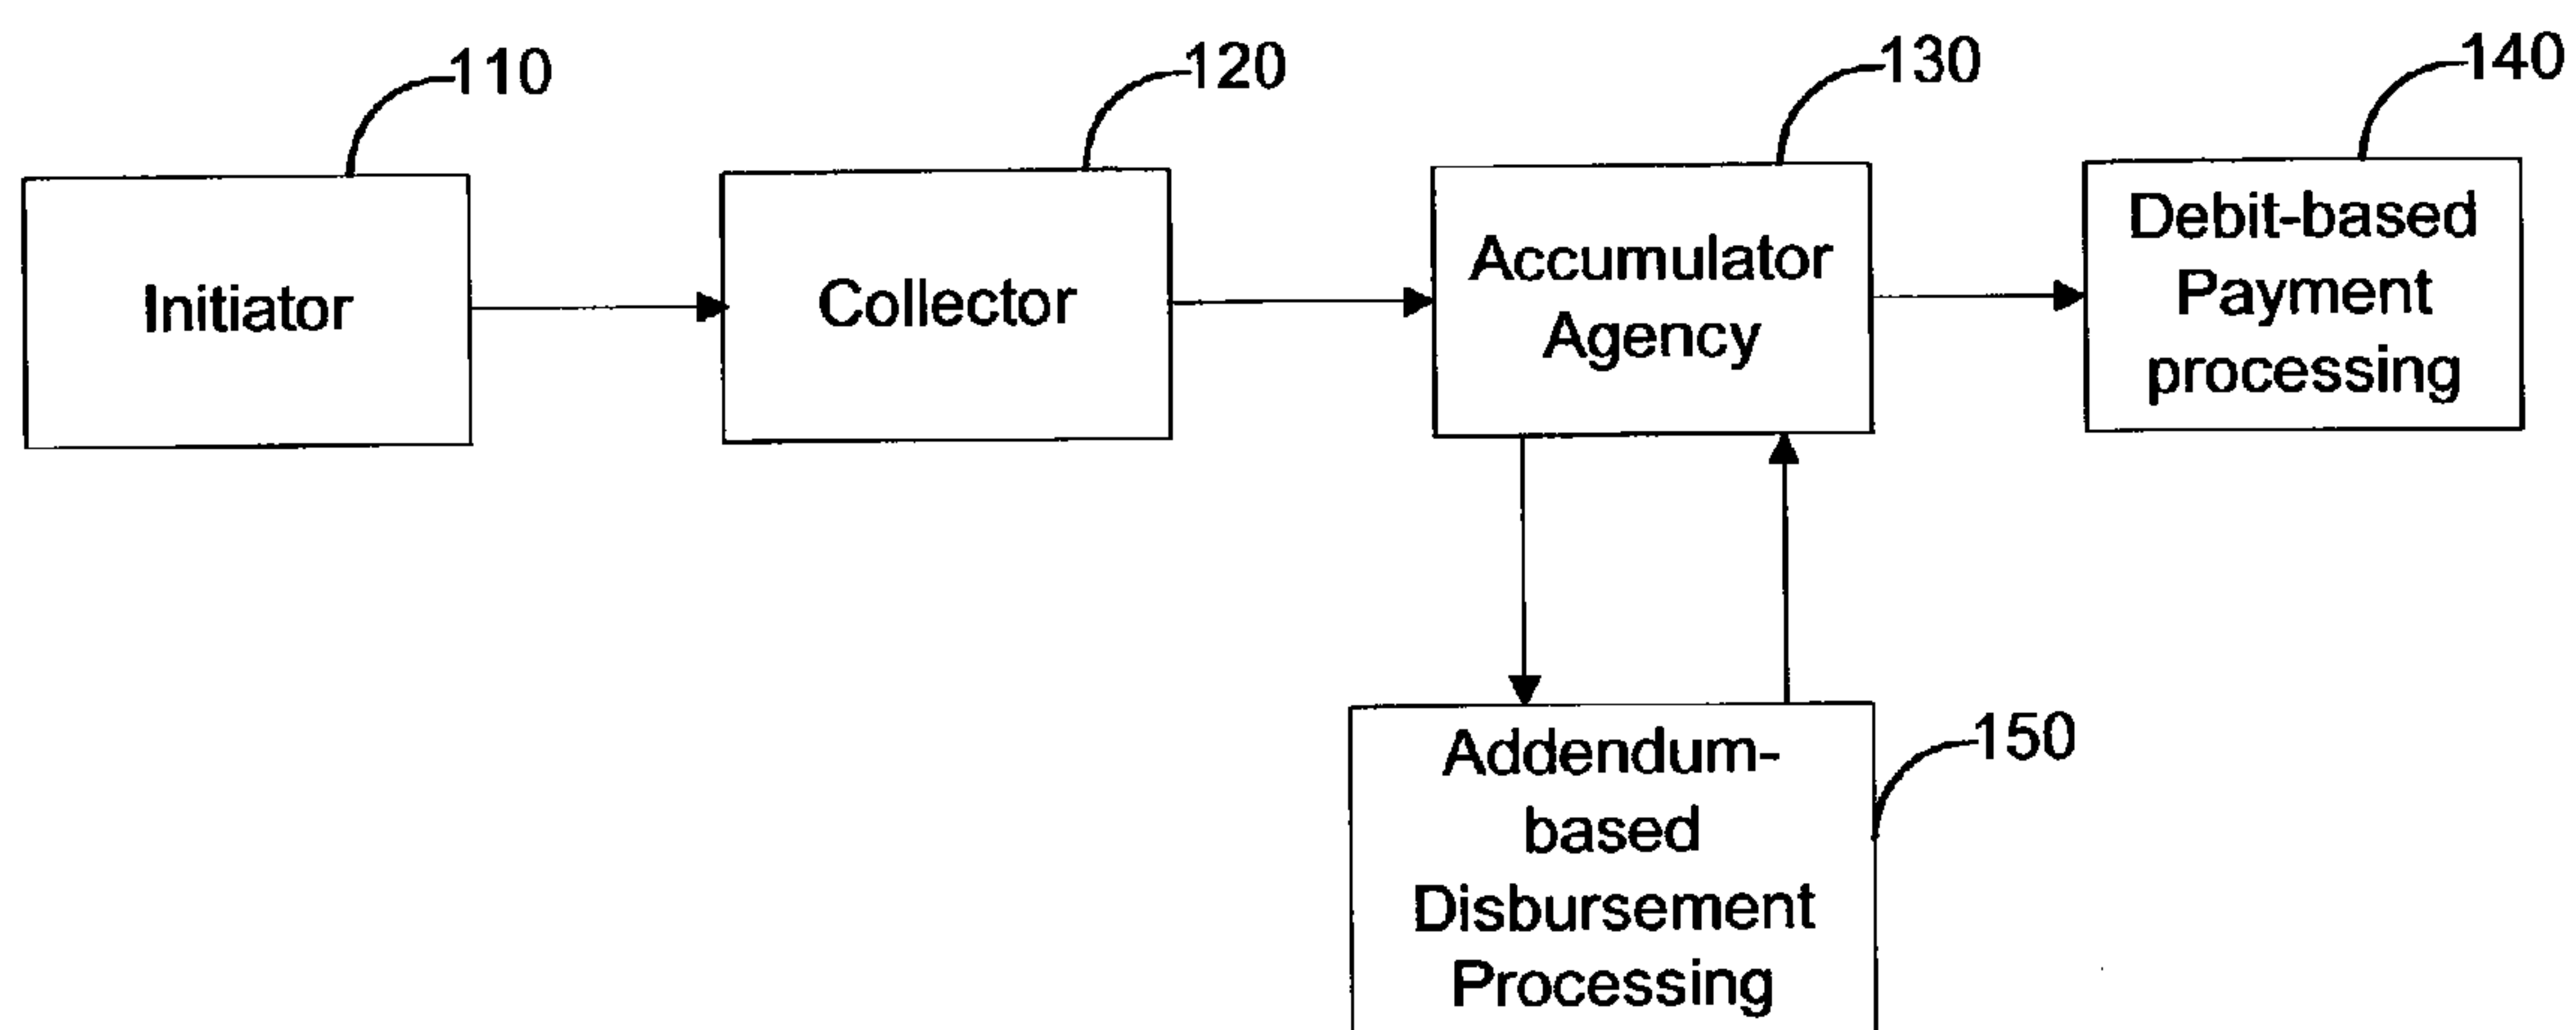 110
120
130
140
Initiator
Collector
Accumulator
Agency
Debit-based
Payment
processing
Addendum-
based
Disbursement
Processing
150